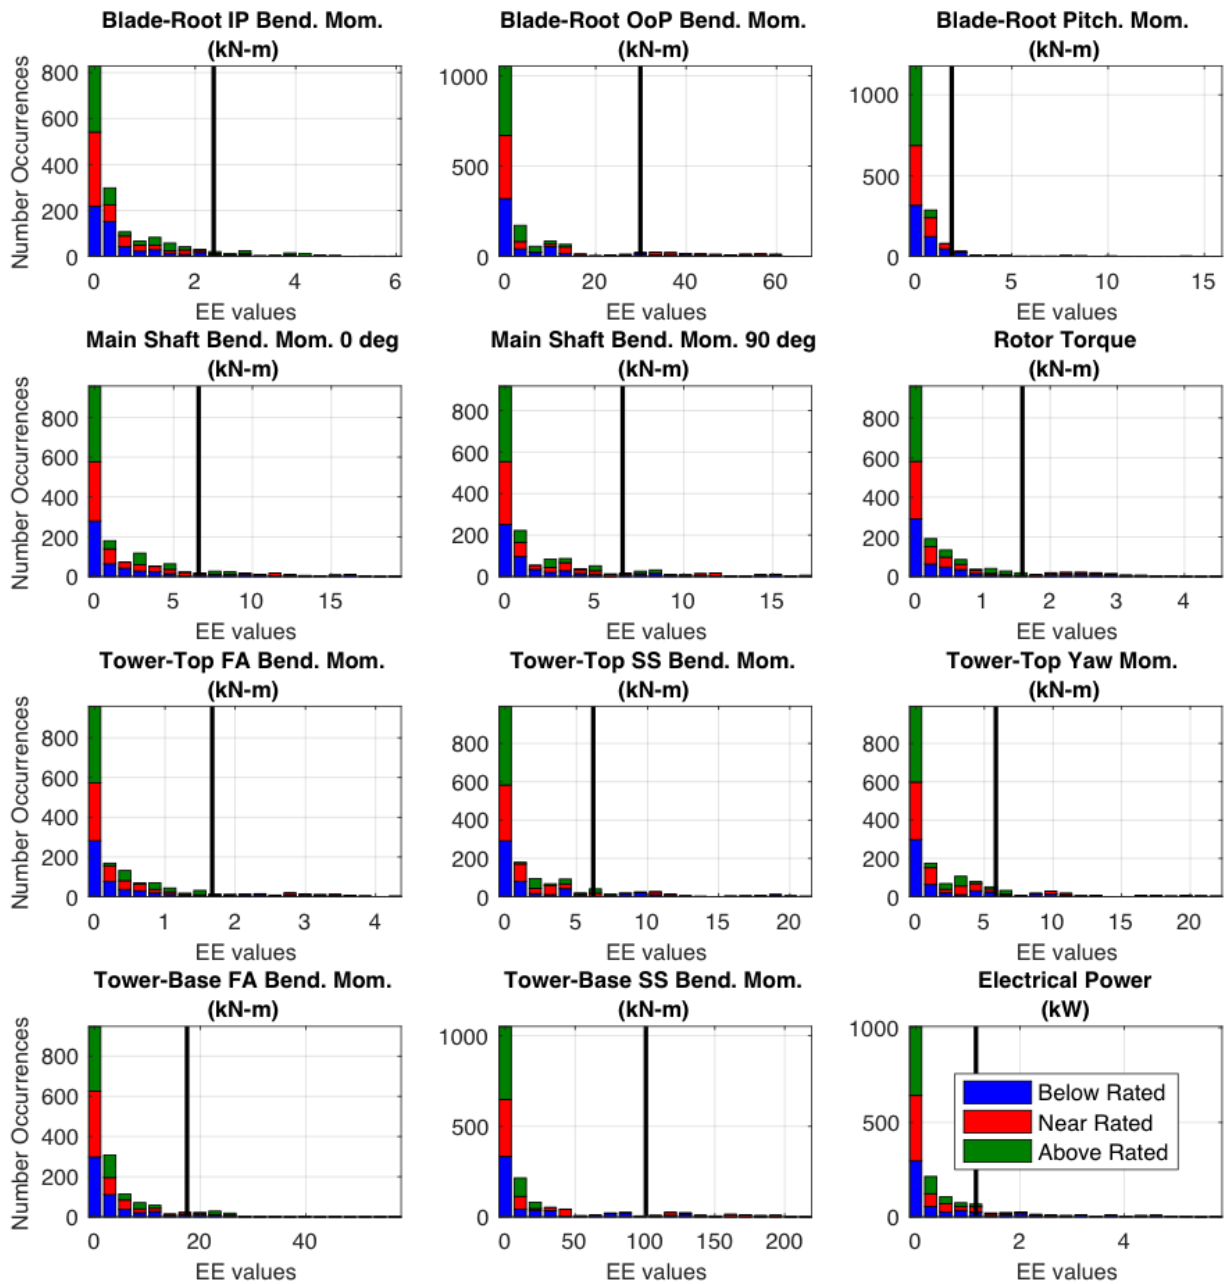 Blade-Root IP Bend. Mom.
(kN-m)
Number Occurrences
800
600
400
200
0
0 2 4 6
EE values
Blade-Root OoP Bend. Mom.
(kN-m)
1000
500
0
0 20 40 60
EE values
Blade-Root Pitch. Mom.
(kN-m)
1000
500
0
0 5 10 15
EE values
Main Shaft Bend. Mom. 0 deg
(kN-m)
Number Occurrences
800
600
400
200
0
0 5 10 15
EE values
Main Shaft Bend. Mom. 90 deg
(kN-m)
800
600
400
200
0
0 5 10 15
EE values
Rotor Torque
(kN-m)
800
600
400
200
0
0 1 2 3 4
EE values
Tower-Top FA Bend. Mom.
(kN-m)
Number Occurrences
800
600
400
200
0
0 1 2 3 4
EE values
Tower-Top SS Bend. Mom.
(kN-m)
800
600
400
200
0
0 5 10 15 20
EE values
Tower-Top Yaw Mom.
(kN-m)
800
600
400
200
0
0 5 10 15 20
EE values
Tower-Base FA Bend. Mom.
(kN-m)
Number Occurrences
800
600
400
200
0
0 20 40
EE values
Tower-Base SS Bend. Mom.
(kN-m)
1000
500
0
0 50 100 150 200
EE values
Electrical Power
(kW)
1000
500
0
0 2 4
EE values
Below Rated
Near Rated
Above Rated